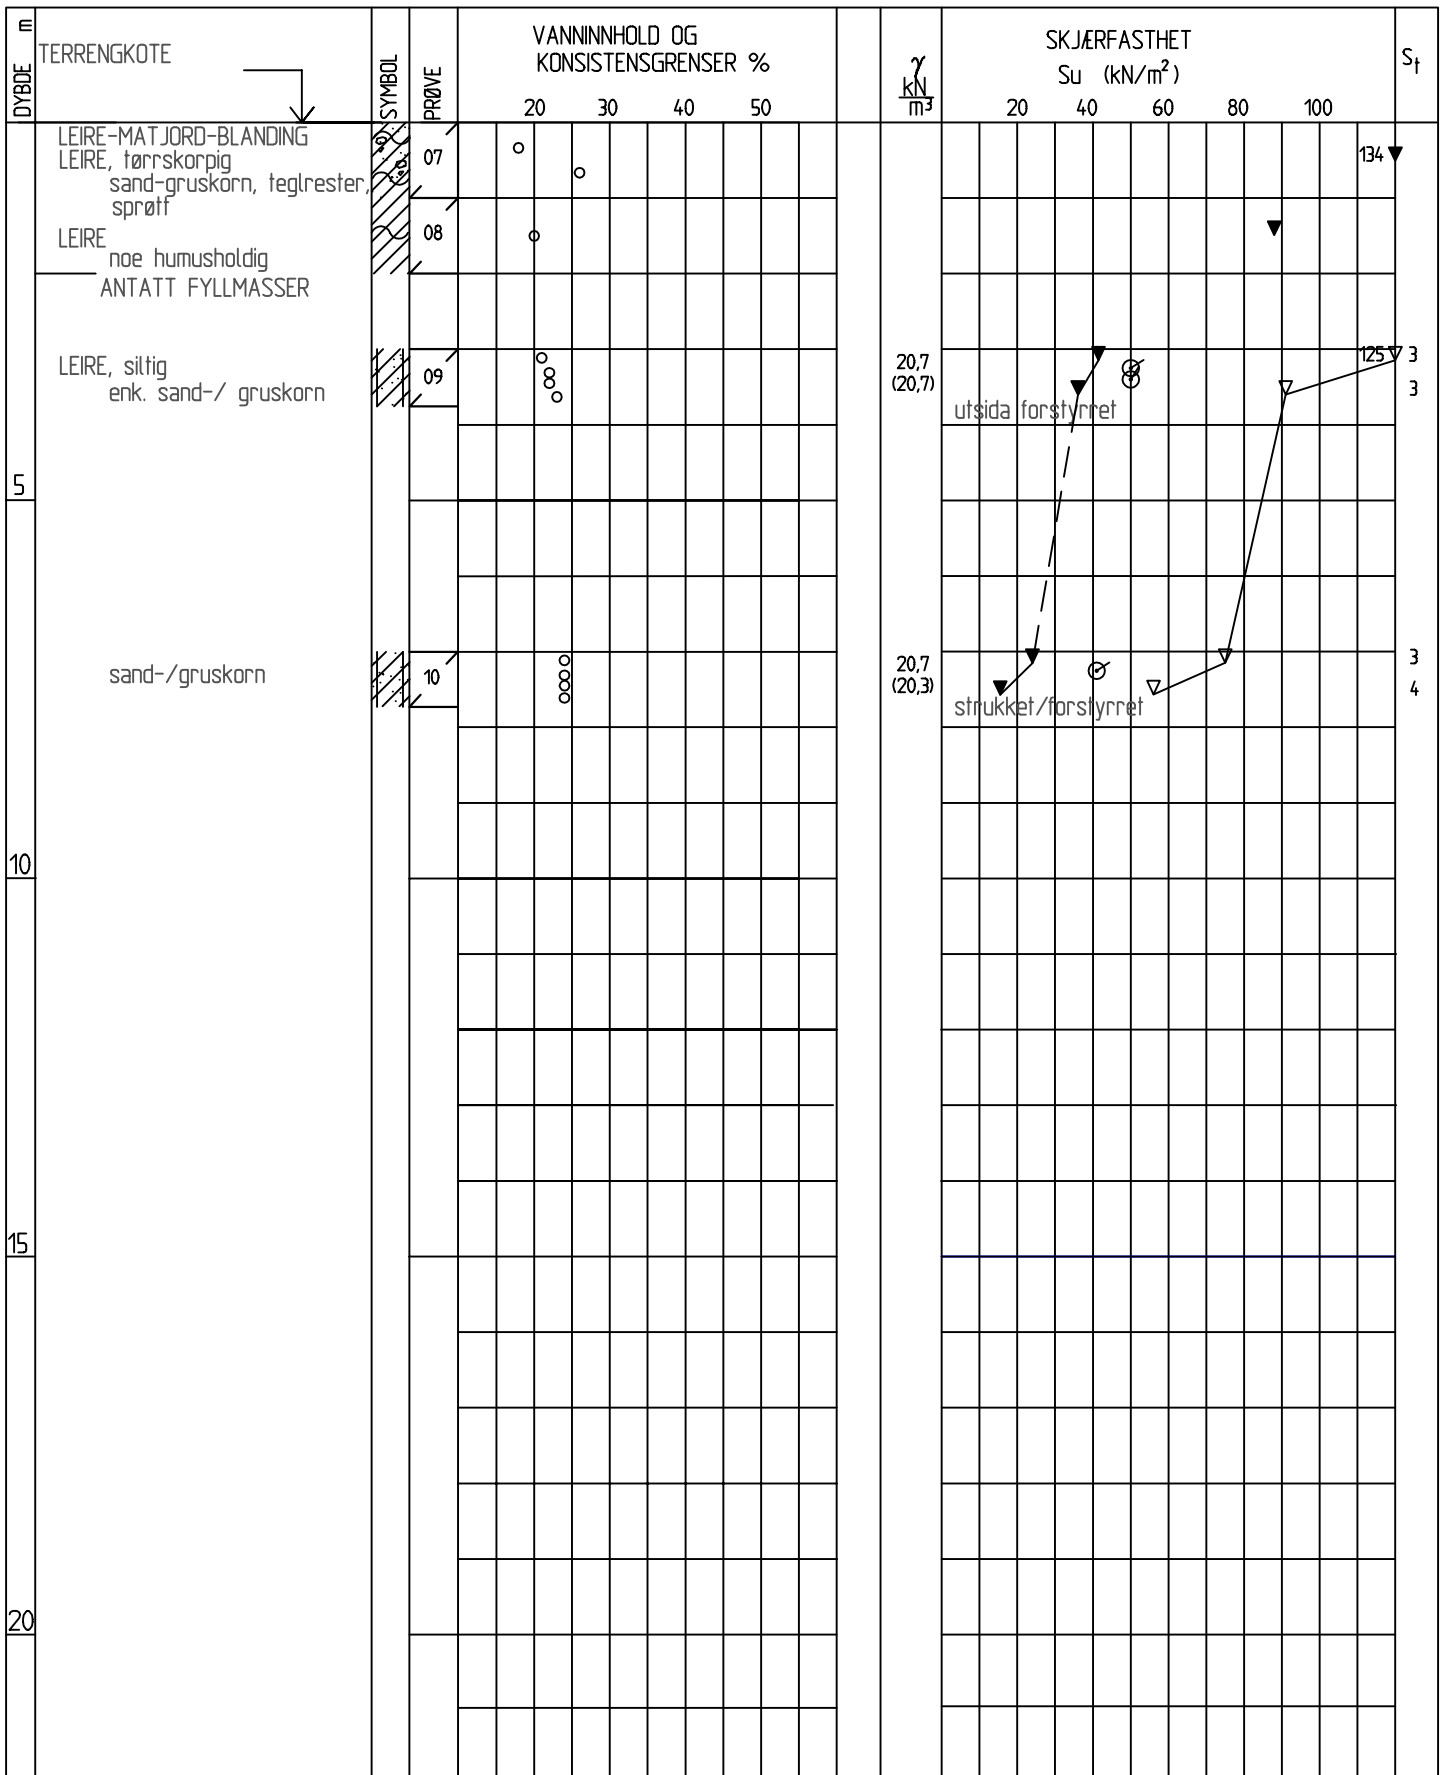 DYBDE m
TERRENGKOTE
SYMBOL
PRØVE
VANNINNHOLD OG
KONSISTENSGRENSER %
20 30 40 50
γ
kN
m³
SKJÆRFASTHET
Su (kN/m²)
20 40 60 80 100
St
LEIRE-MATJORD-BLANDING
LEIRE, tørrskorpig
sand-gruskorn, teglrester,
sprøtt
07
134
LEIRE
noe humusholdig
08
ANTATT FYLLMASSER
LEIRE, siltig
enk. sand-/ gruskorn
09
20,7
(20,7)
125 3
3
utsida forstyrret
5
sand-/gruskorn
10
20,7
(20,3)
3
4
strukket/forstyrret
10
15
20